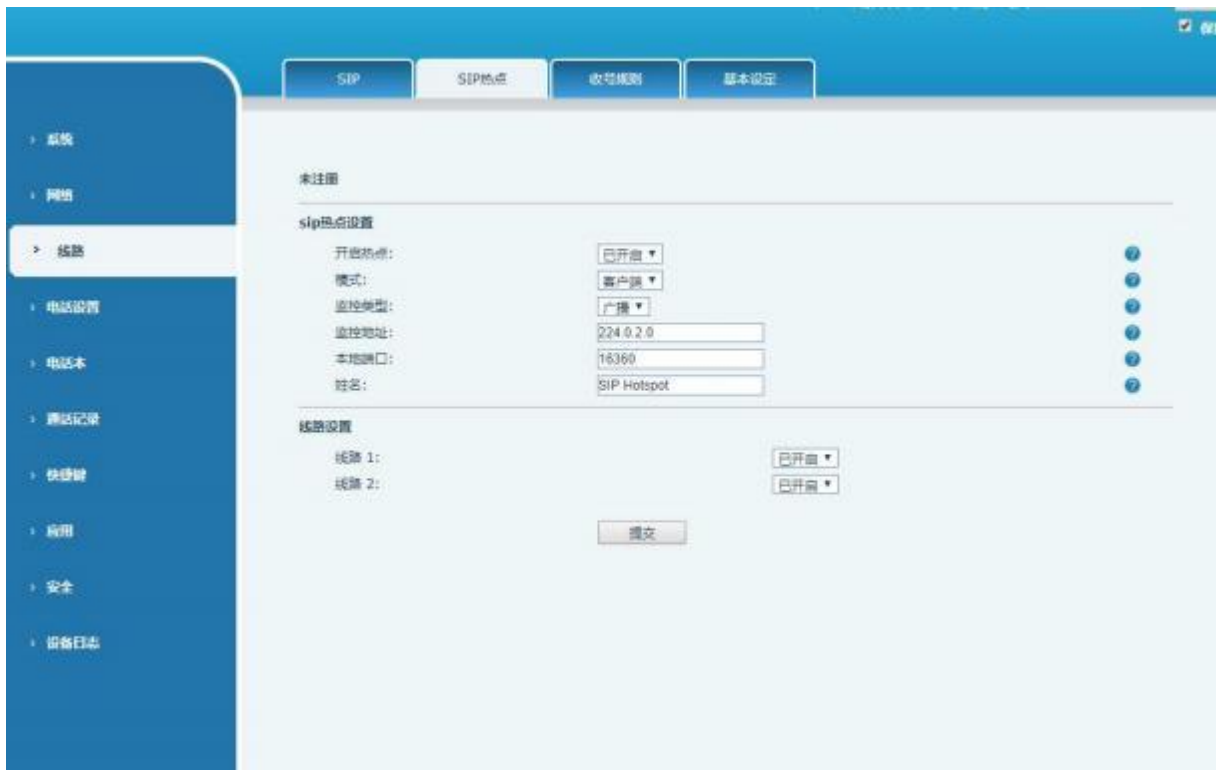 SIP
SIP热点
收号规则
基本设定
系统
网络
线路
电话设置
电话本
通话记录
快捷键
应用
安全
设备日志
未注册
sip热点设置
开启热点: 已开启
模式: 客户端
监控类型: 广播
监控地址: 224.0.2.0
本地端口: 16360
姓名: SIP Hotspot
线路设置
线路 1: 已开启
线路 2: 已开启
提交